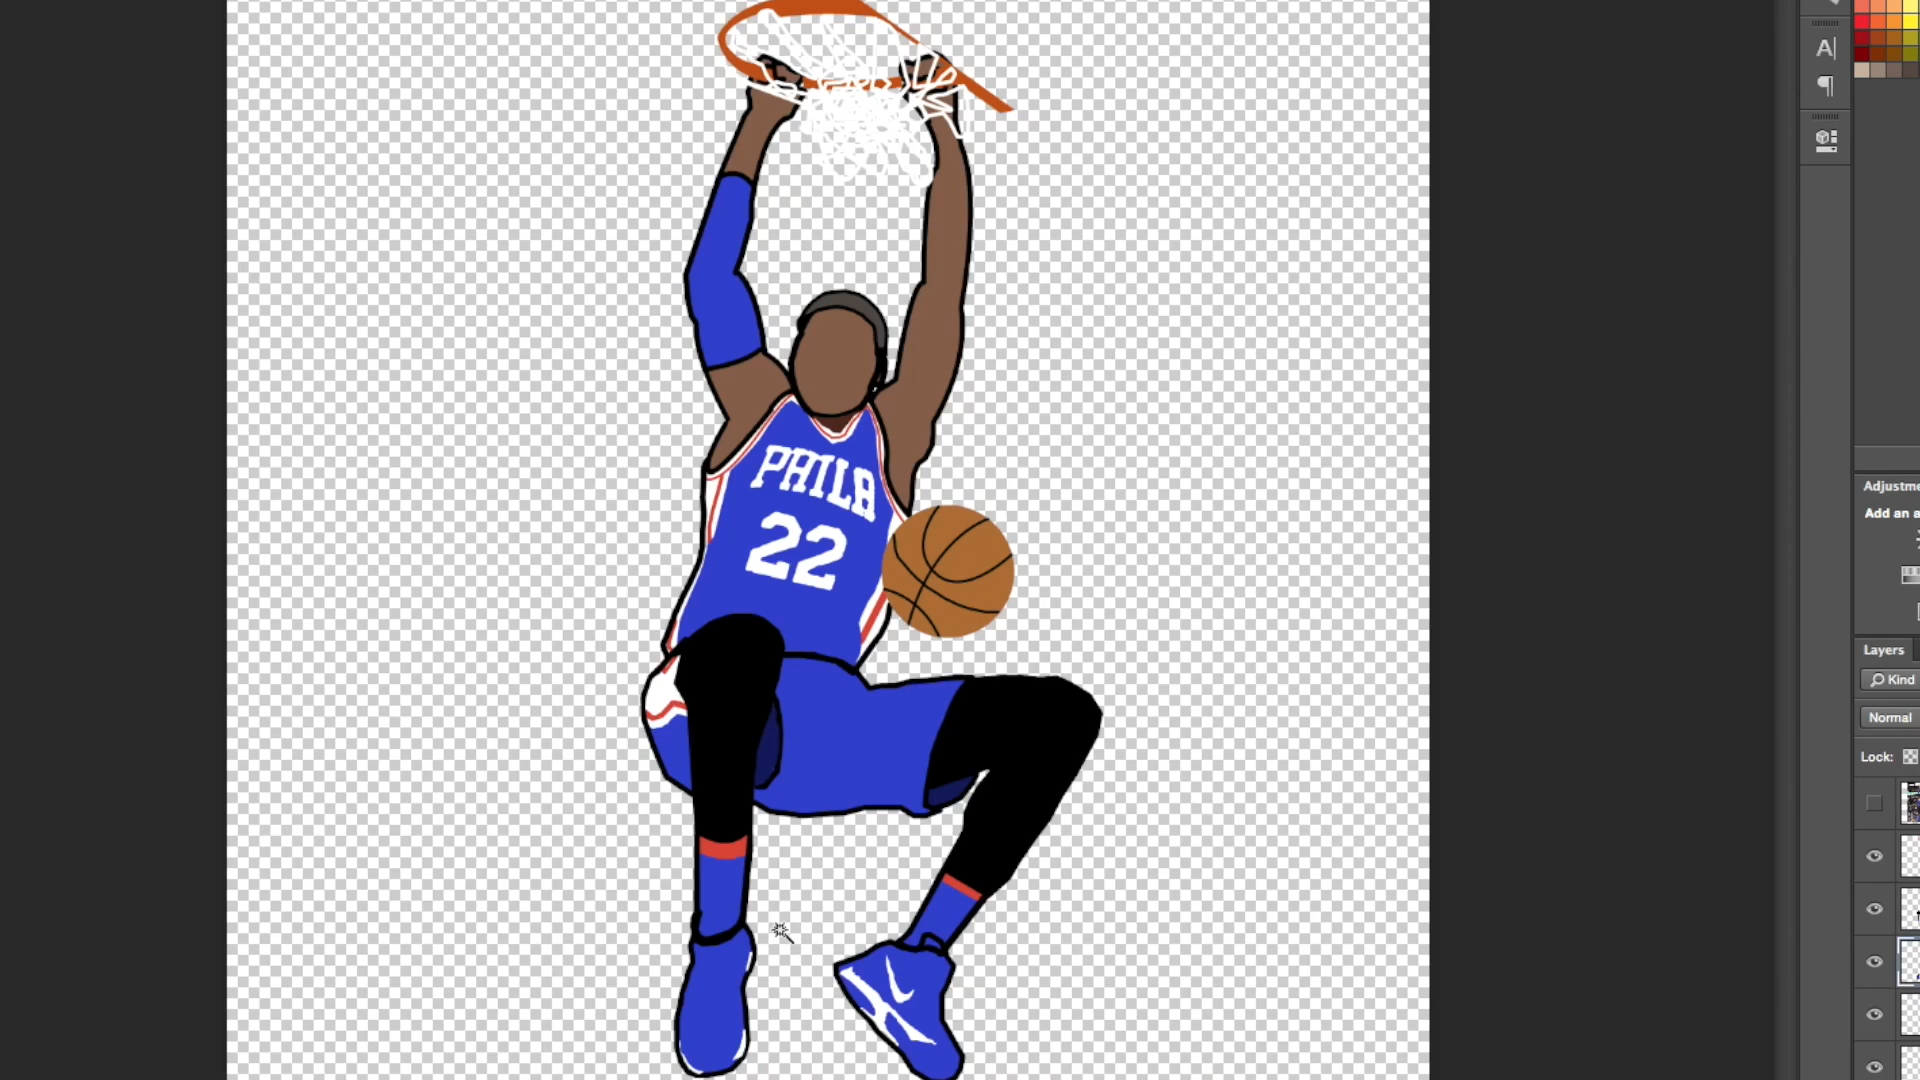 A|
¶
PHILA
22
Adjustme
Add an a
Layers
Kind
Normal
Lock: